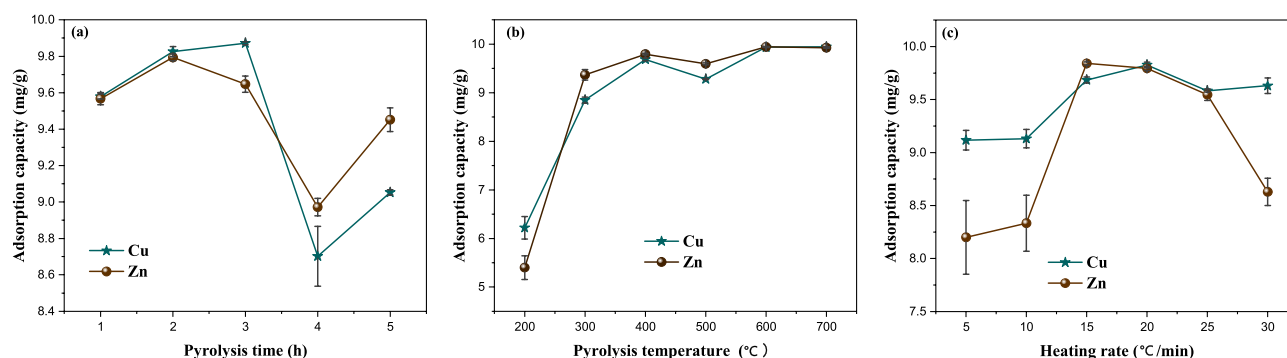 (a)
Adsorption capacity (mg/g)
10.0
9.8
9.6
9.4
9.2
9.0
8.8
8.6
8.4
Cu
Zn
1 2 3 4 5
Pyrolysis time (h)
(b)
Adsorption capacity (mg/g)
10
9
8
7
6
5
Cu
Zn
200 300 400 500 600 700
Pyrolysis temperature (℃)
(c)
Adsorption capacity (mg/g)
10.0
9.5
9.0
8.5
8.0
7.5
Cu
Zn
5 10 15 20 25 30
Heating rate (℃/min)